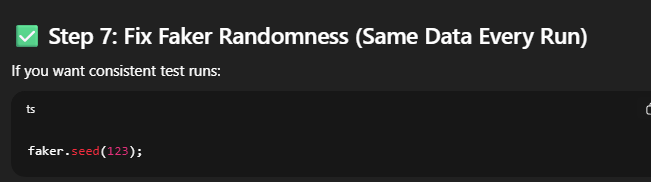 ✅ Step 7: Fix Faker Randomness (Same Data Every Run)
If you want consistent test runs:
ts
faker.seed(123);